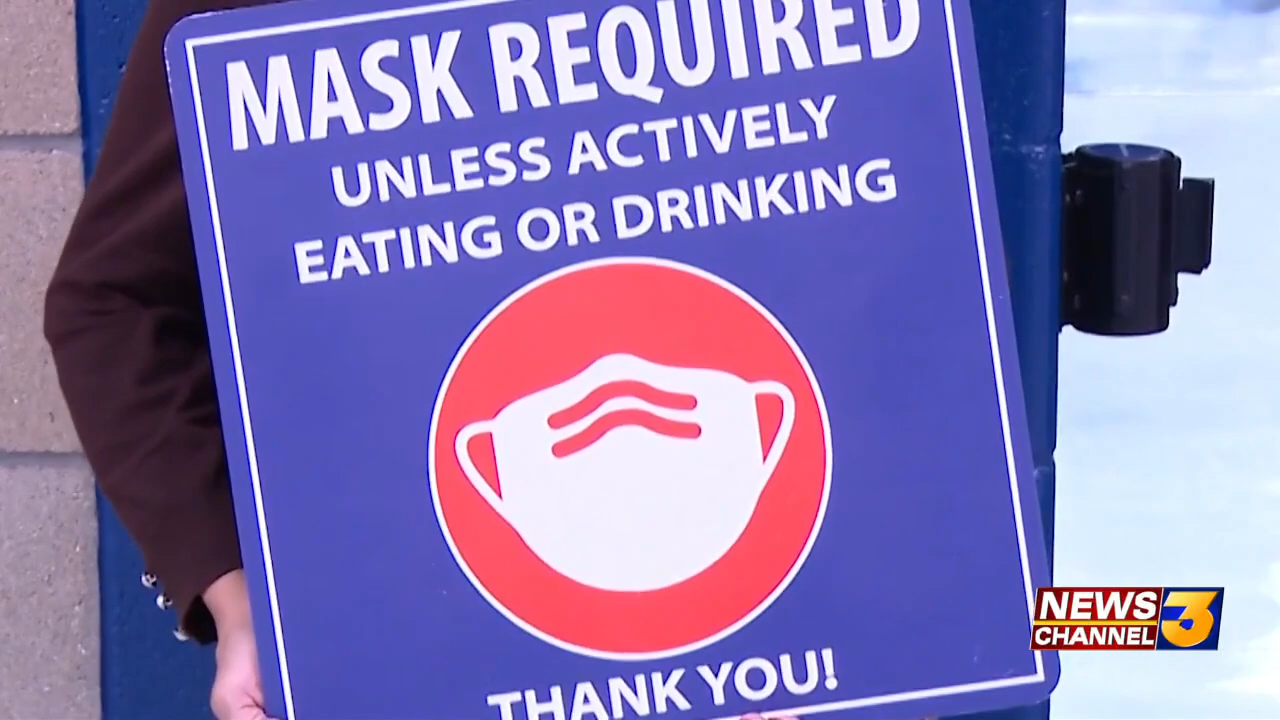 MASK REQUIRED
UNLESS ACTIVELY
EATING OR DRINKING
THANK YOU!
NEWS
CHANNEL 3